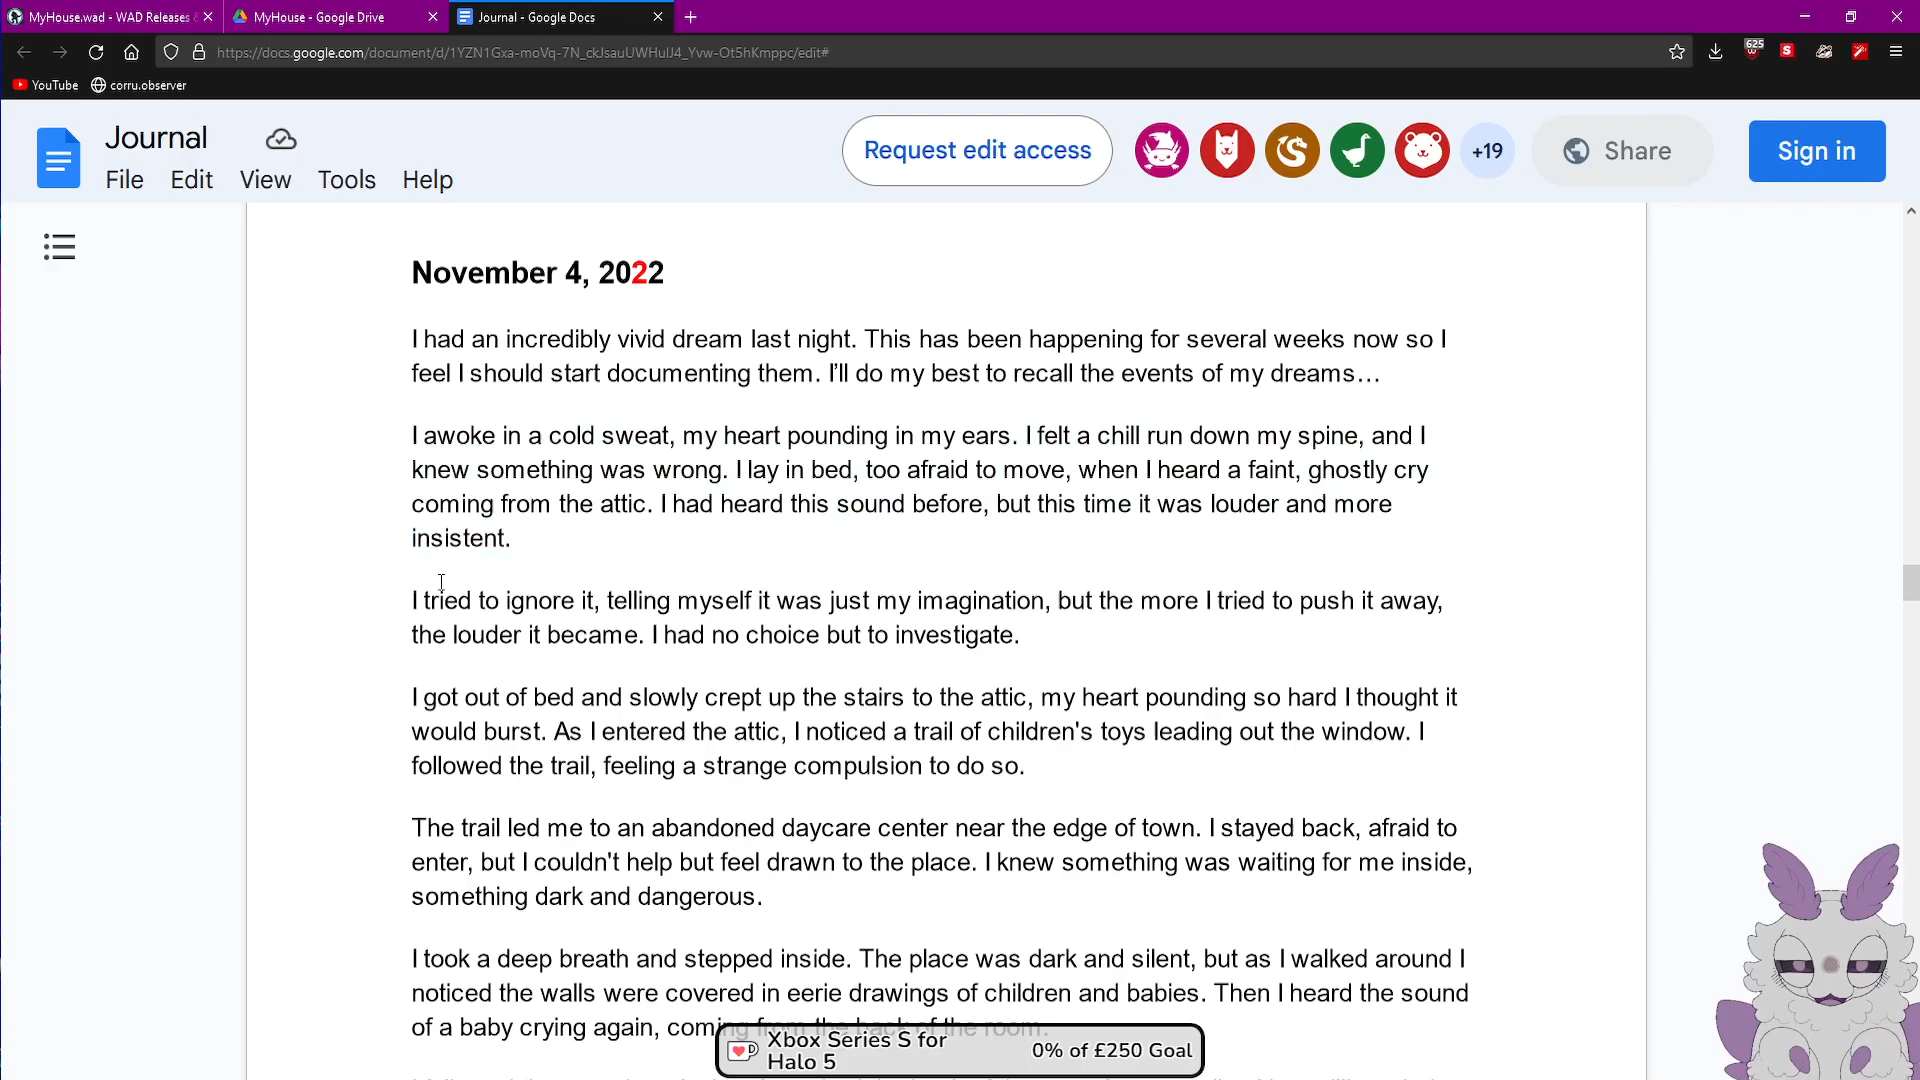 MyHouse.wad - WAD Releases &
MyHouse - Google Drive
Journal - Google Docs
https://docs.google.com/document/d/1YZN1Gxa-moVq-7N_ckJsauUWHulJ4_Yvw-Ot5hKmppc/edit#
625
YouTube
corru.observer
Journal
File Edit View Tools Help
Request edit access
+19
Share
Sign in
November 4, 2022
I had an incredibly vivid dream last night. This has been happening for several weeks now so I
feel I should start documenting them. I’ll do my best to recall the events of my dreams…
I awoke in a cold sweat, my heart pounding in my ears. I felt a chill run down my spine, and I
knew something was wrong. I lay in bed, too afraid to move, when I heard a faint, ghostly cry
coming from the attic. I had heard this sound before, but this time it was louder and more
insistent.
I tried to ignore it, telling myself it was just my imagination, but the more I tried to push it away,
the louder it became. I had no choice but to investigate.
I got out of bed and slowly crept up the stairs to the attic, my heart pounding so hard I thought it
would burst. As I entered the attic, I noticed a trail of children's toys leading out the window. I
followed the trail, feeling a strange compulsion to do so.
The trail led me to an abandoned daycare center near the edge of town. I stayed back, afraid to
enter, but I couldn't help but feel drawn to the place. I knew something was waiting for me inside,
something dark and dangerous.
I took a deep breath and stepped inside. The place was dark and silent, but as I walked around I
noticed the walls were covered in eerie drawings of children and babies. Then I heard the sound
of a baby crying again, coming from the back of the room.
Xbox Series S for
Halo 5
0% of £250 Goal